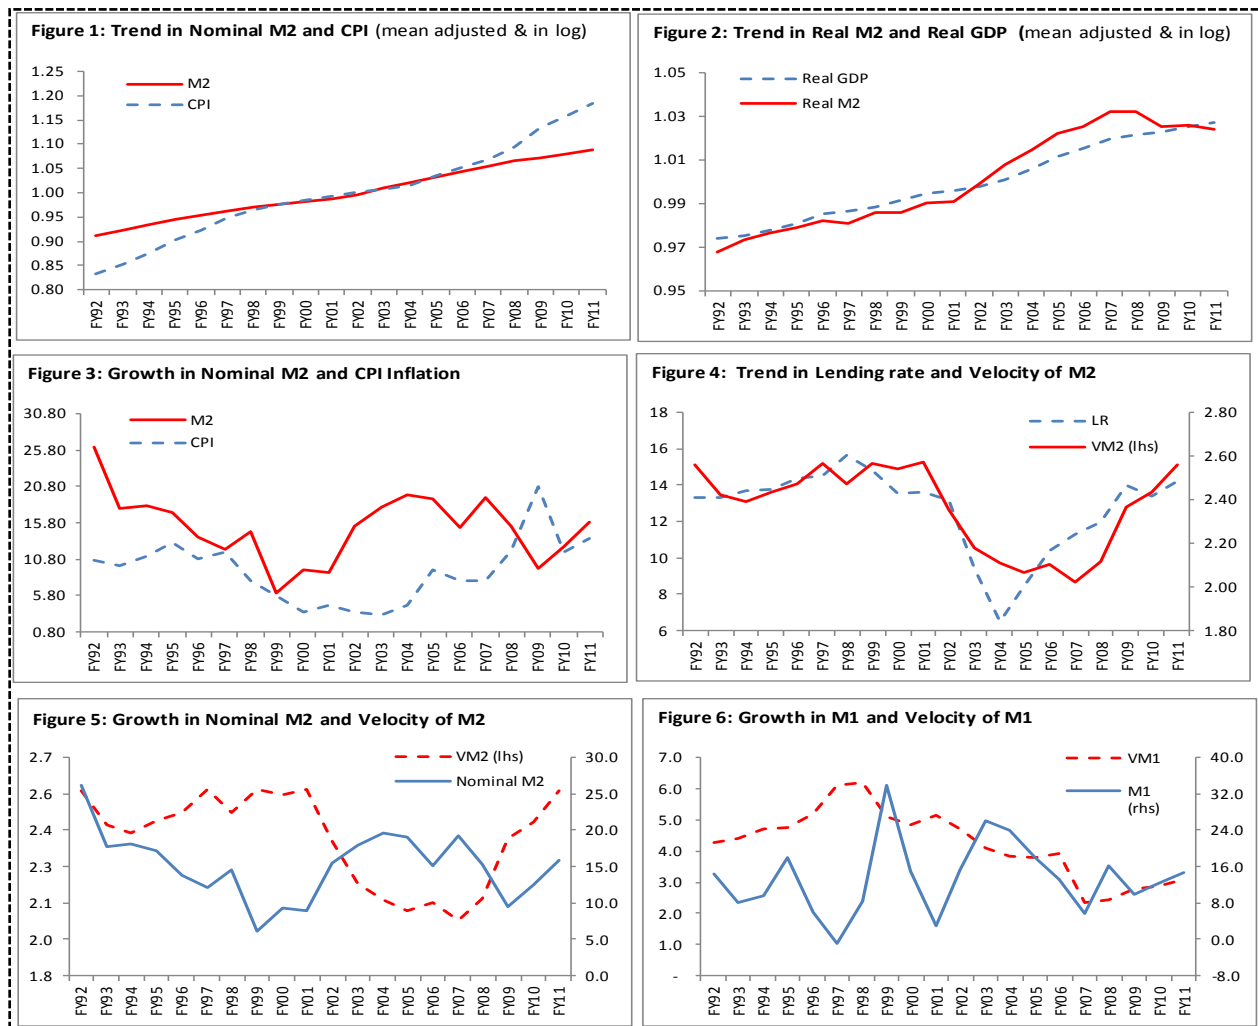 Figure 1: Trend in Nominal M2 and CPI (mean adjusted & in log)
1.25
1.20
1.15
1.10
1.05
1.00
0.95
0.90
0.85
0.80
M2
CPI
FY92 FY93 FY94 FY95 FY96 FY97 FY98 FY99 FY00 FY01 FY02 FY03 FY04 FY05 FY06 FY07 FY08 FY09 FY10 FY11
Figure 2: Trend in Real M2 and Real GDP (mean adjusted & in log)
1.05
1.03
1.01
0.99
0.97
0.95
Real GDP
Real M2
FY92 FY93 FY94 FY95 FY96 FY97 FY98 FY99 FY00 FY01 FY02 FY03 FY04 FY05 FY06 FY07 FY08 FY09 FY10 FY11
Figure 3: Growth in Nominal M2 and CPI Inflation
30.80
25.80
20.80
15.80
10.80
5.80
0.80
M2
CPI
FY92 FY93 FY94 FY95 FY96 FY97 FY98 FY99 FY00 FY01 FY02 FY03 FY04 FY05 FY06 FY07 FY08 FY09 FY10 FY11
Figure 4: Trend in Lending rate and Velocity of M2
18
16
14
12
10
8
6
LR
VM2 (lhs)
2.80
2.60
2.40
2.20
2.00
1.80
FY92 FY93 FY94 FY95 FY96 FY97 FY98 FY99 FY00 FY01 FY02 FY03 FY04 FY05 FY06 FY07 FY08 FY09 FY10 FY11
Figure 5: Growth in Nominal M2 and Velocity of M2
2.7
2.6
2.4
2.3
2.1
2.0
1.8
VM2 (lhs)
Nominal M2
30.0
25.0
20.0
15.0
10.0
5.0
0.0
FY92 FY93 FY94 FY95 FY96 FY97 FY98 FY99 FY00 FY01 FY02 FY03 FY04 FY05 FY06 FY07 FY08 FY09 FY10 FY11
Figure 6: Growth in M1 and Velocity of M1
7.0
6.0
5.0
4.0
3.0
2.0
1.0
-
VM1
M1
(rhs)
40.0
32.0
24.0
16.0
8.0
0.0
-8.0
FY92 FY93 FY94 FY95 FY96 FY97 FY98 FY99 FY00 FY01 FY02 FY03 FY04 FY05 FY06 FY07 FY08 FY09 FY10 FY11